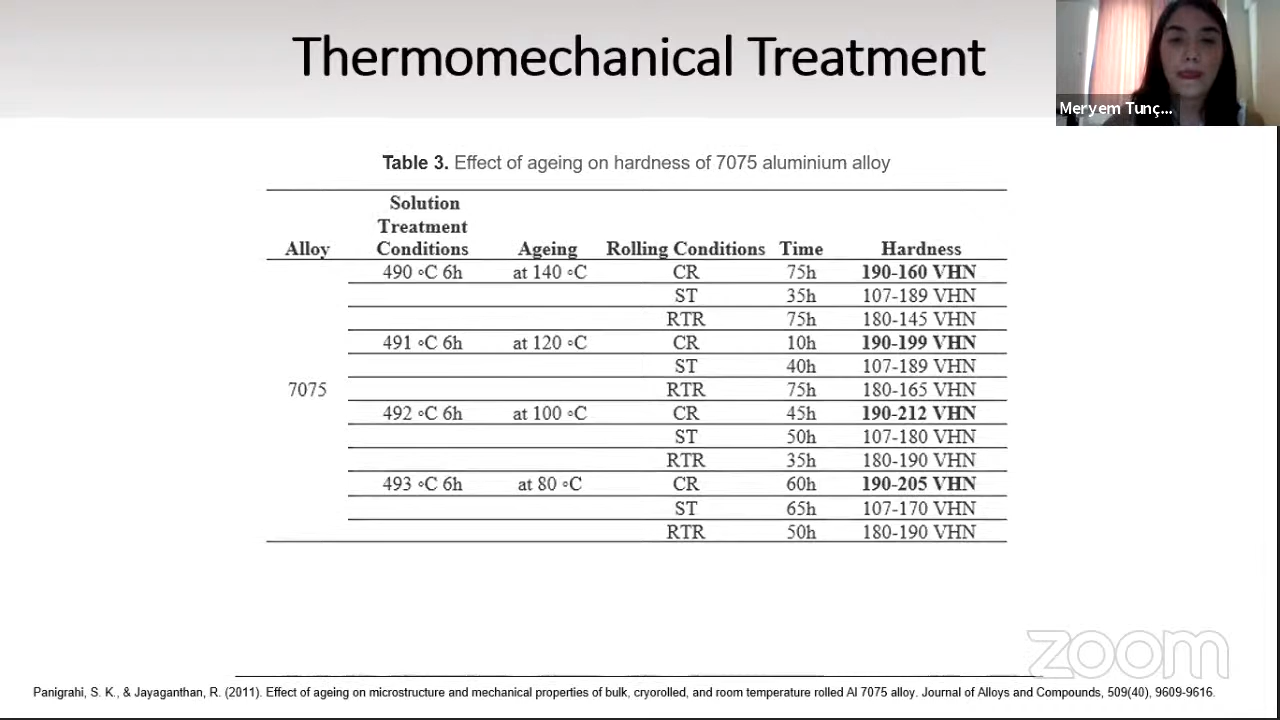 Thermomechanical Treatment
Meryem Tunç...
Table 3. Effect of ageing on hardness of 7075 aluminium alloy
Alloy Solution Treatment Conditions Ageing Rolling Conditions Time Hardness
490 °C 6h at 140 °C CR 75h 190-160 VHN
ST 35h 107-189 VHN
RTR 75h 180-145 VHN
491 °C 6h at 120 °C CR 10h 190-199 VHN
ST 40h 107-189 VHN
7075 RTR 75h 180-165 VHN
492 °C 6h at 100 °C CR 45h 190-212 VHN
ST 50h 107-180 VHN
RTR 35h 180-190 VHN
493 °C 6h at 80 °C CR 60h 190-205 VHN
ST 65h 107-170 VHN
RTR 50h 180-190 VHN
zoom
Panigrahi, S. K., & Jayaganthan, R. (2011). Effect of ageing on microstructure and mechanical properties of bulk, cryorolled, and room temperature rolled Al 7075 alloy. Journal of Alloys and Compounds, 509(40), 9609-9616.